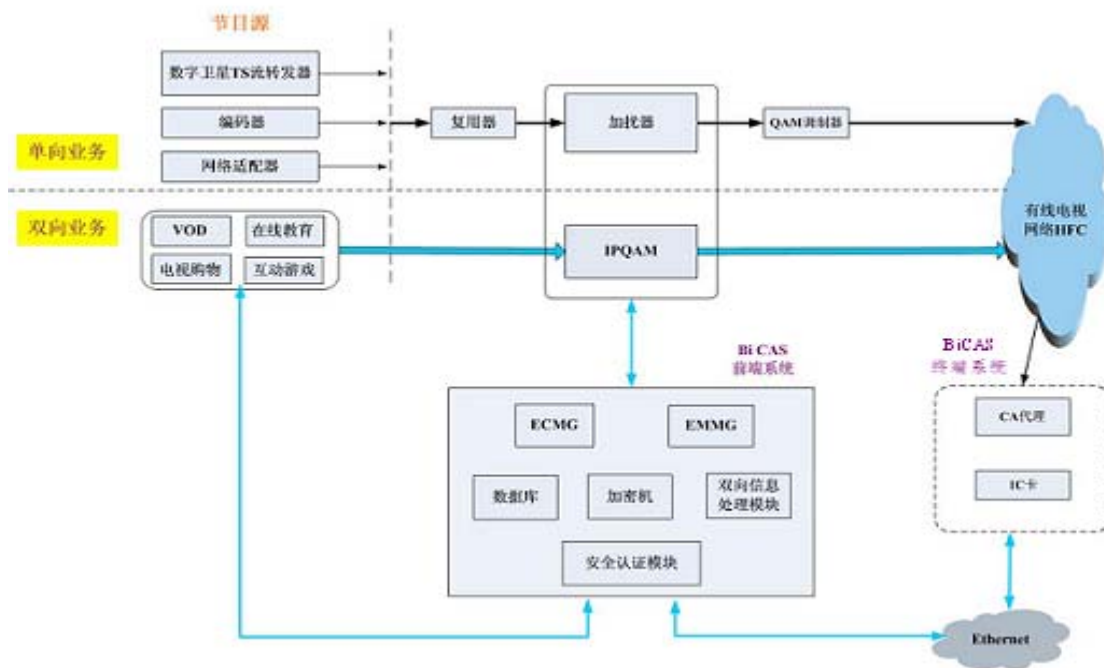 节目源
数字卫星TS流转发器
编码器
网络适配器
复用器
加扰器
QAM调制器
单向业务
双向业务
VOD
在线教育
电视购物
互动游戏
IPQAM
有线电视
网络HFC
Bi CAS
前端系统
BiCAS
终端系统
ECMG
EMMG
数据库
加密机
双向信息
处理模块
安全认证模块
CA代理
IC卡
Ethernet